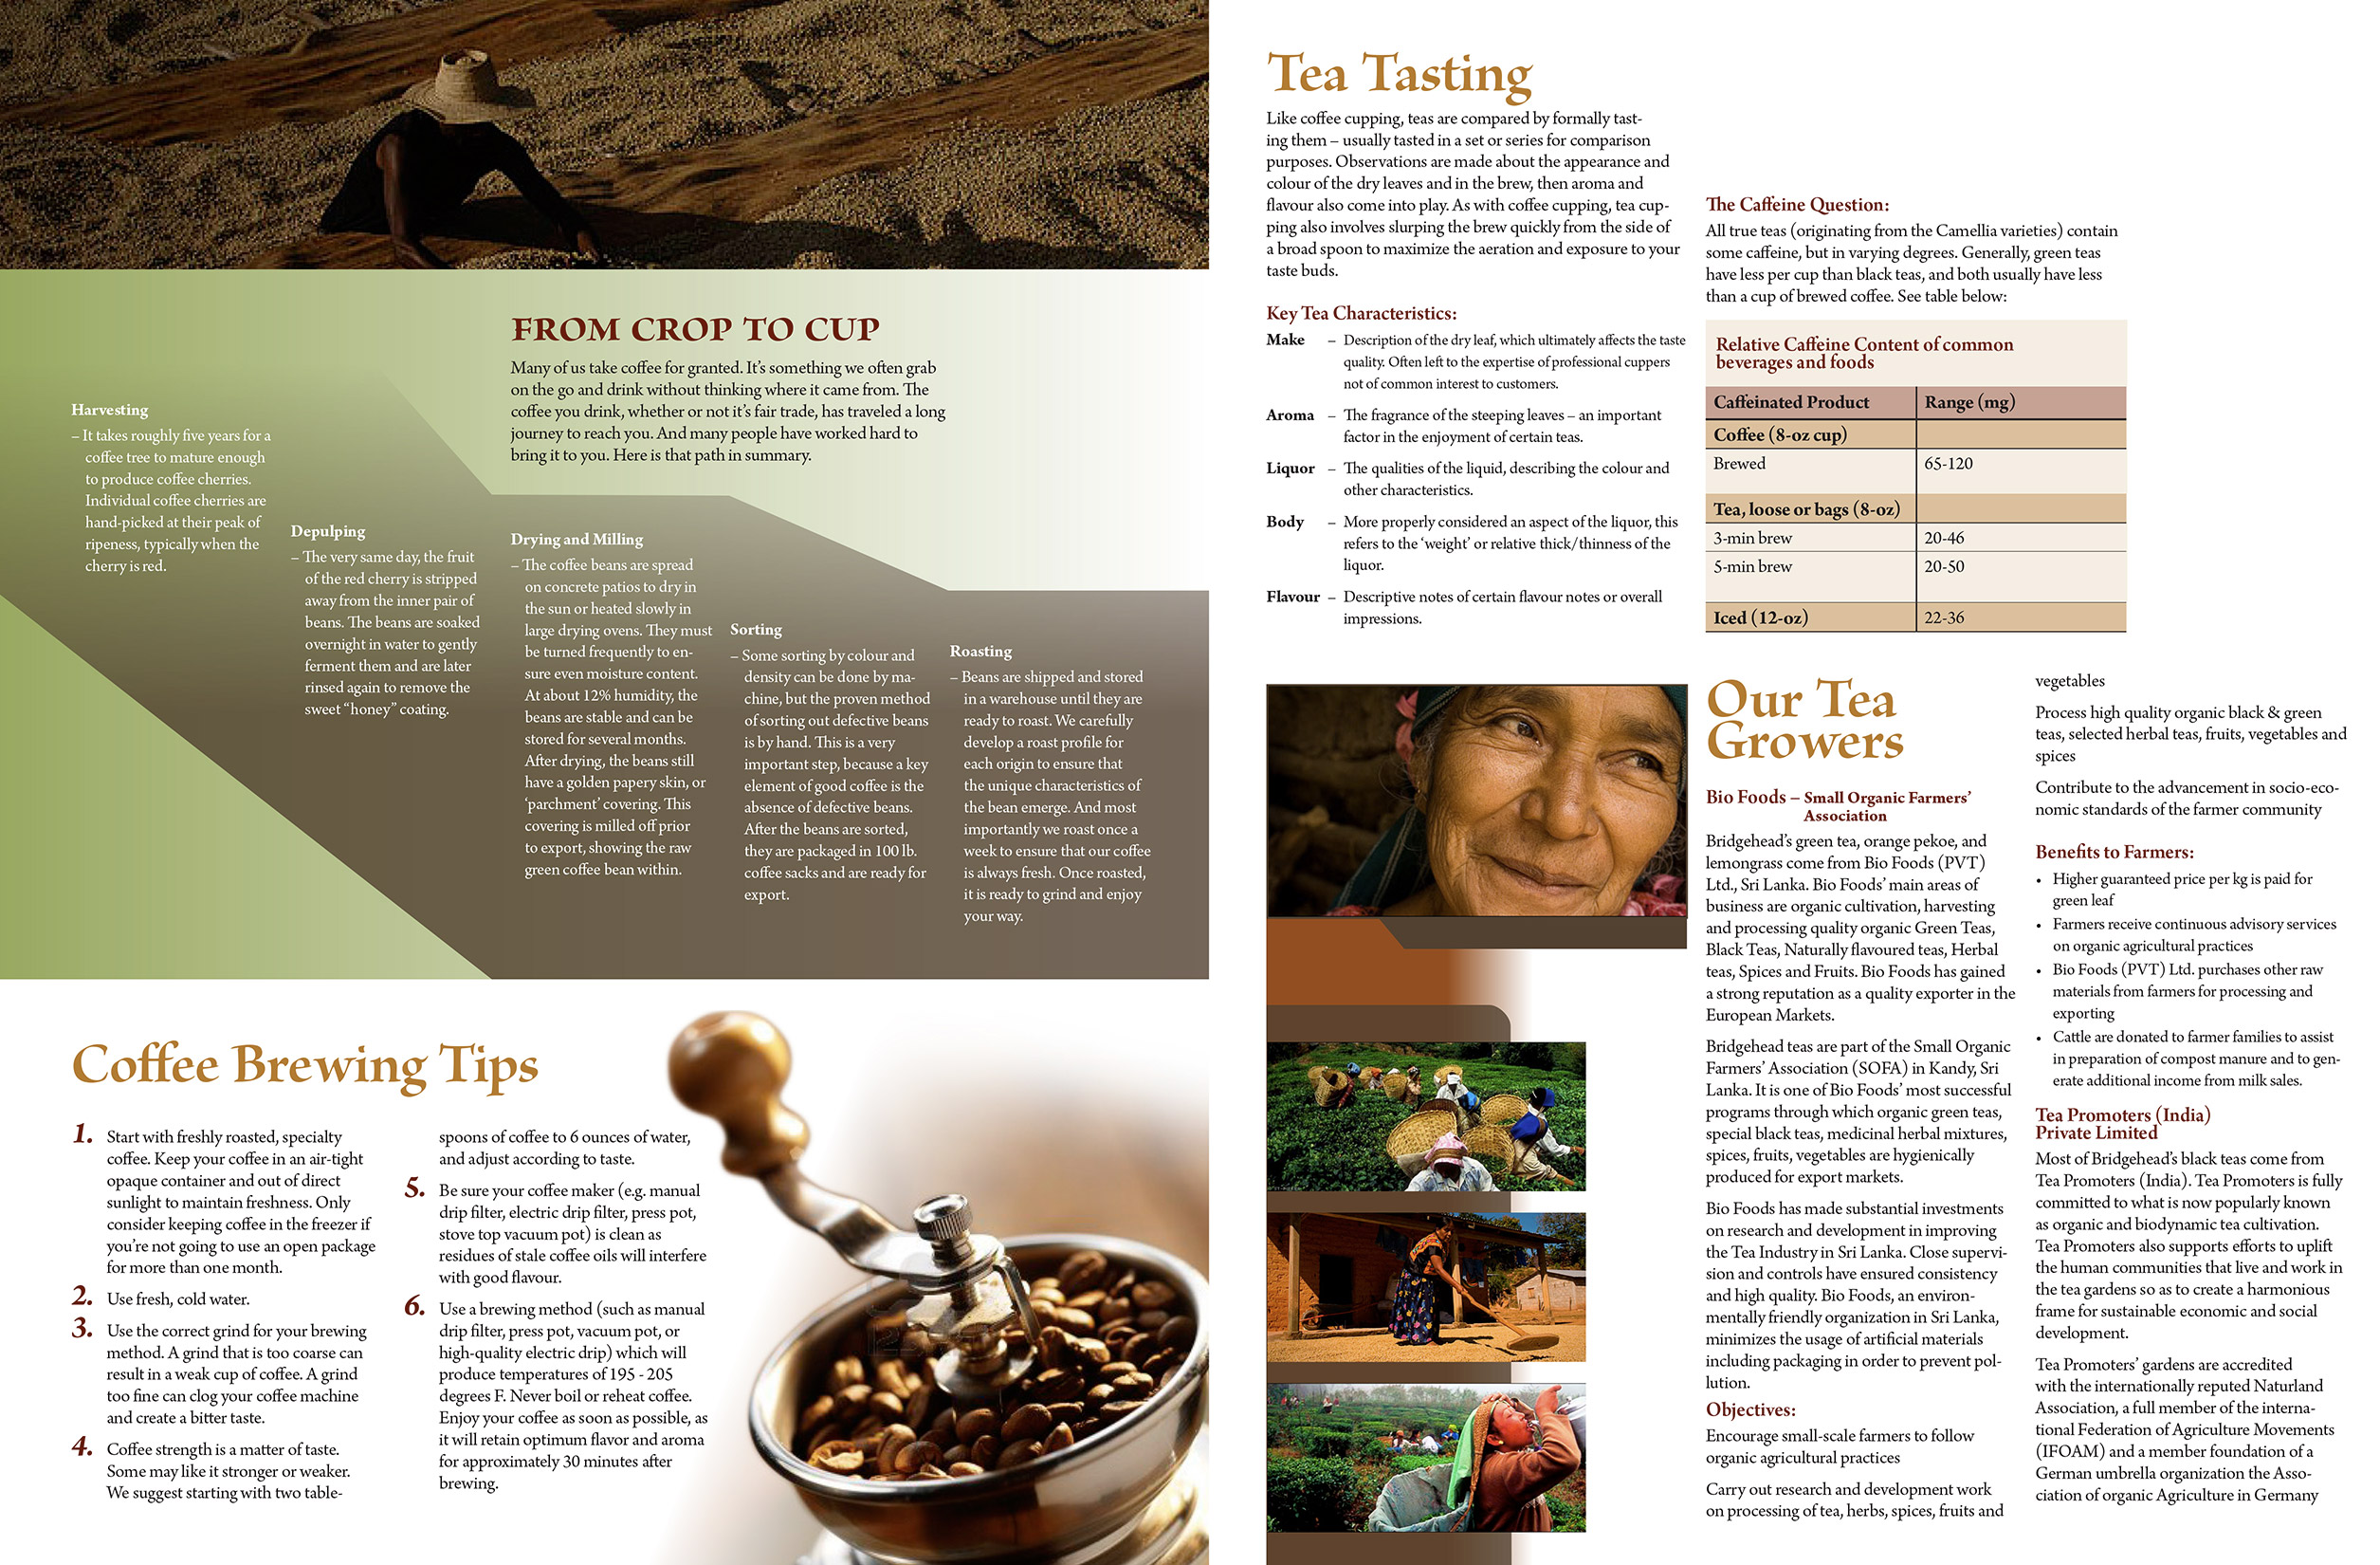 FROM CROP TO CUP
Many of us take coffee for granted. It's something we often grab
on the go and drink without thinking where it came from. The
coffee you drink, whether or not it's fair trade, has traveled a long
journey to reach you. And many people have worked hard to
bring it to you. Here is that path in summary.
Harvesting
– It takes roughly five years for a
coffee tree to mature enough
to produce coffee cherries.
Individual coffee cherries are
hand-picked at their peak of
ripeness, typically when the
cherry is red.
Depulping
– The very same day, the fruit
of the red cherry is stripped
away from the inner pair of
beans. The beans are soaked
overnight in water to gently
ferment them and are later
rinsed again to remove the
sweet “honey” coating.
Drying and Milling
– The coffee beans are spread
on concrete patios to dry in
the sun or heated slowly in
large drying ovens. They must
be turned frequently to en-
sure even moisture content.
At about 12% humidity, the
beans are stable and can be
stored for several months.
After drying, the beans still
have a golden papery skin, or
‘parchment’ covering. This
covering is milled off prior
to export, showing the raw
green coffee bean within.
Sorting
– Some sorting by colour and
density can be done by ma-
chine, but the proven method
of sorting out defective beans
is by hand. This is a very
important step, because a key
element of good coffee is the
absence of defective beans.
After the beans are sorted,
they are packaged in 100 lb.
coffee sacks and are ready for
export.
Roasting
– Beans are shipped and stored
in a warehouse until they are
ready to roast. We carefully
develop a roast profile for
each origin to ensure that
the unique characteristics of
the bean emerge. And most
importantly we roast once a
week to ensure that our coffee
is always fresh. Once roasted,
it is ready to grind and enjoy
your way.
Coffee Brewing Tips
1. Start with freshly roasted, specialty
coffee. Keep your coffee in an air-tight
opaque container and out of direct
sunlight to maintain freshness. Only
consider keeping coffee in the freezer if
you're not going to use an open package
for more than one month.
2. Use fresh, cold water.
3. Use the correct grind for your brewing
method. A grind that is too coarse can
result in a weak cup of coffee. A grind
too fine can clog your coffee machine
and create a bitter taste.
4. Coffee strength is a matter of taste.
Some may like it stronger or weaker.
We suggest starting with two table-
spoons of coffee to 6 ounces of water,
and adjust according to taste.
5. Be sure your coffee maker (e.g. manual
drip filter, electric drip filter, press pot,
stove top vacuum pot) is clean as
residues of stale coffee oils will interfere
with good flavour.
6. Use a brewing method (such as manual
drip filter, press pot, vacuum pot, or
high-quality electric drip) which will
produce temperatures of 195 - 205
degrees F. Never boil or reheat coffee.
Enjoy your coffee as soon as possible, as
it will retain optimum flavor and aroma
for approximately 30 minutes after
brewing.
Tea Tasting
Like coffee cupping, teas are compared by formally tast-
ing them – usually tasted in a set or series for comparison
purposes. Observations are made about the appearance and
colour of the dry leaves and in the brew, then aroma and
flavour also come into play. As with coffee cupping, tea cup-
ping also involves slurping the brew quickly from the side of
a broad spoon to maximize the aeration and exposure to your
taste buds.
Key Tea Characteristics:
Make – Description of the dry leaf, which ultimately affects the taste
quality. Often left to the expertise of professional cuppers
not of common interest to customers.
Aroma – The fragrance of the steeping leaves – an important
factor in the enjoyment of certain teas.
Liquor – The qualities of the liquid, describing the colour and
other characteristics.
Body – More properly considered an aspect of the liquor, this
refers to the ‘weight’ or relative thick/thinness of the
liquor.
Flavour – Descriptive notes of certain flavour notes or overall
impressions.
The Caffeine Question:
All true teas (originating from the Camellia varieties) contain
some caffeine, but in varying degrees. Generally, green teas
have less per cup than black teas, and both usually have less
than a cup of brewed coffee. See table below:
Relative Caffeine Content of common
beverages and foods
Caffeinated Product Range (mg)
Coffee (8-oz cup)
Brewed 65-120
Tea, loose or bags (8-oz)
3-min brew 20-46
5-min brew 20-50
Iced (12-oz) 22-36
Our Tea
Growers
Bio Foods – Small Organic Farmers'
Association
Bridgehead's green tea, orange pekoe, and
lemongrass come from Bio Foods (PVT)
Ltd., Sri Lanka. Bio Foods' main areas of
business are organic cultivation, harvesting
and processing quality organic Green Teas,
Black Teas, Naturally flavoured teas, Herbal
teas, Spices and Fruits. Bio Foods has gained
a strong reputation as a quality exporter in the
European Markets.
Bridgehead teas are part of the Small Organic
Farmers' Association (SOFA) in Kandy, Sri
Lanka. It is one of Bio Foods' most successful
programs through which organic green teas,
special black teas, medicinal herbal mixtures,
spices, fruits, vegetables are hygienically
produced for export markets.
Bio Foods has made substantial investments
on research and development in improving
the Tea Industry in Sri Lanka. Close supervi-
sion and controls have ensured consistency
and high quality. Bio Foods, an environ-
mentally friendly organization in Sri Lanka,
minimizes the usage of artificial materials
including packaging in order to prevent pol-
lution.
Objectives:
Encourage small-scale farmers to follow
organic agricultural practices
Carry out research and development work
on processing of tea, herbs, spices, fruits and
vegetables
Process high quality organic black & green
teas, selected herbal teas, fruits, vegetables and
spices
Contribute to the advancement in socio-eco-
nomic standards of the farmer community
Benefits to Farmers:
• Higher guaranteed price per kg is paid for
green leaf
• Farmers receive continuous advisory services
on organic agricultural practices
• Bio Foods (PVT) Ltd. purchases other raw
materials from farmers for processing and
exporting
• Cattle are donated to farmer families to assist
in preparation of compost manure and to gen-
erate additional income from milk sales.
Tea Promoters (India)
Private Limited
Most of Bridgehead's black teas come from
Tea Promoters (India). Tea Promoters is fully
committed to what is now popularly known
as organic and biodynamic tea cultivation.
Tea Promoters also supports efforts to uplift
the human communities that live and work in
the tea gardens so as to create a harmonious
frame for sustainable economic and social
development.
Tea Promoters' gardens are accredited
with the internationally reputed Naturland
Association, a full member of the interna-
tional Federation of Agriculture Movements
(IFOAM) and a member foundation of a
German umbrella organization the Asso-
ciation of organic Agriculture in Germany